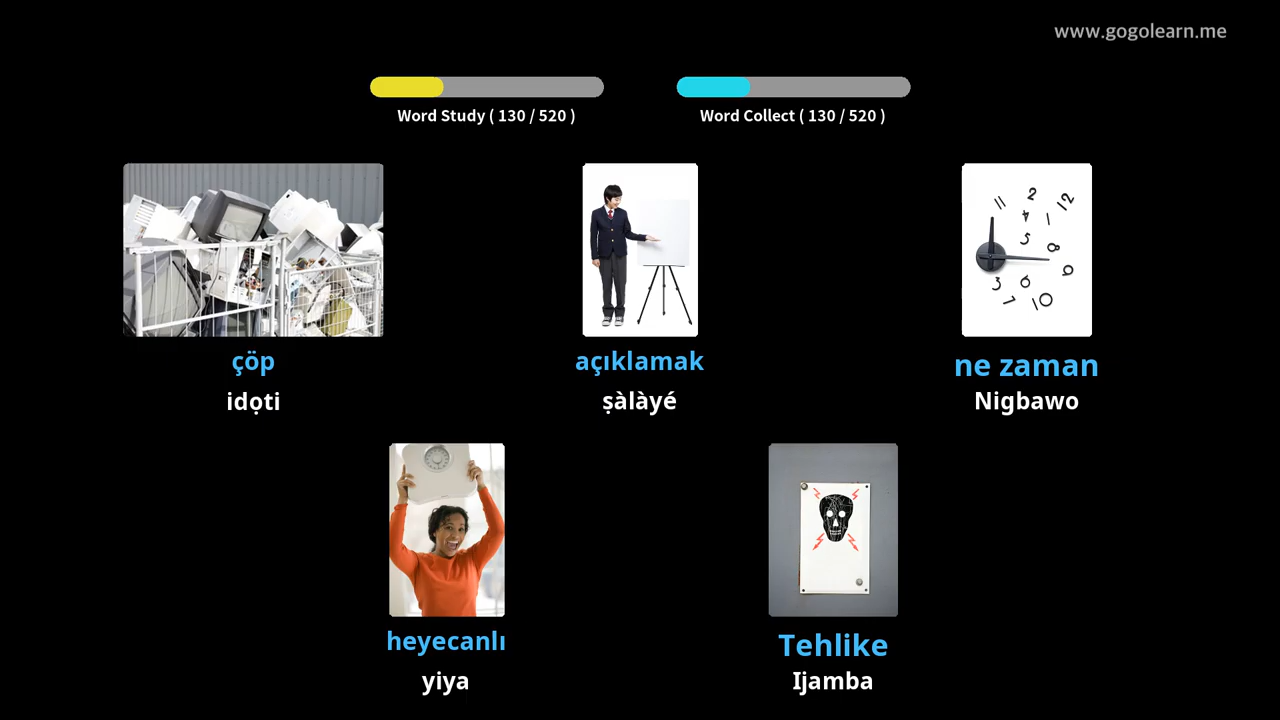 www.gogolearn.me
Word Study ( 130 / 520 )
Word Collect ( 130 / 520 )
çöp
idọti
açıklamak
ṣàlàyé
ne zaman
Nigbawo
heyecanlı
yiya
Tehlike
Ijamba